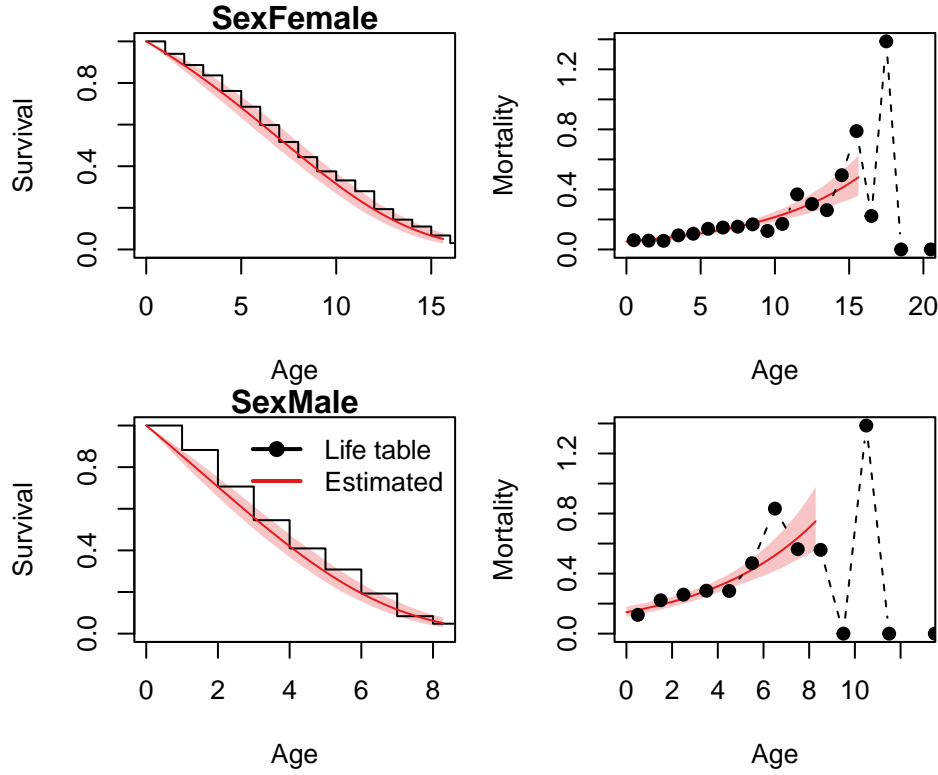 SexFemale
Survival
0.0 0.4 0.8
0 5 10 15
Age
Mortality
0.0 0.4 0.8 1.2
0 5 10 15 20
Age
SexMale
Survival
0.0 0.4 0.8
Life table
Estimated
0 2 4 6 8
Age
Mortality
0.0 0.4 0.8 1.2
0 2 4 6 8 10
Age